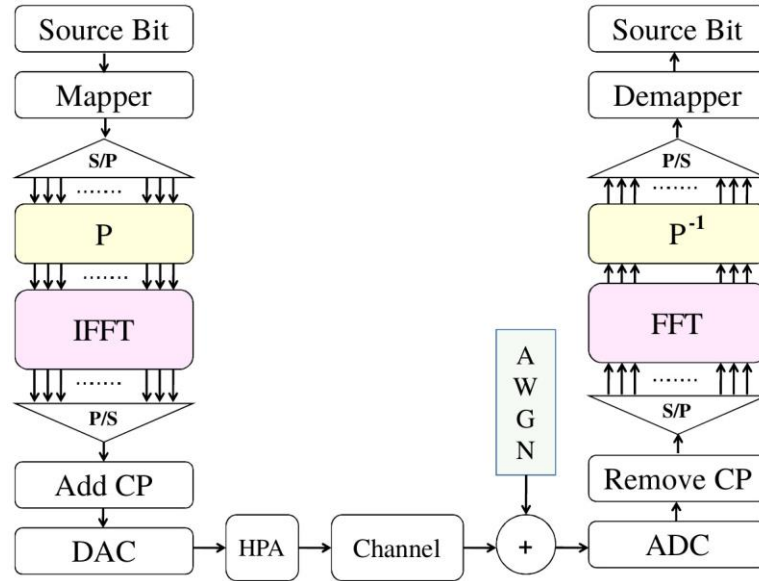 Source Bit
Mapper
S/P
........
P
........
IFFT
........
P/S
Add CP
DAC
HPA
Channel
A
W
G
N
+
Source Bit
Demapper
P/S
........
P-1
........
FFT
........
S/P
Remove CP
ADC